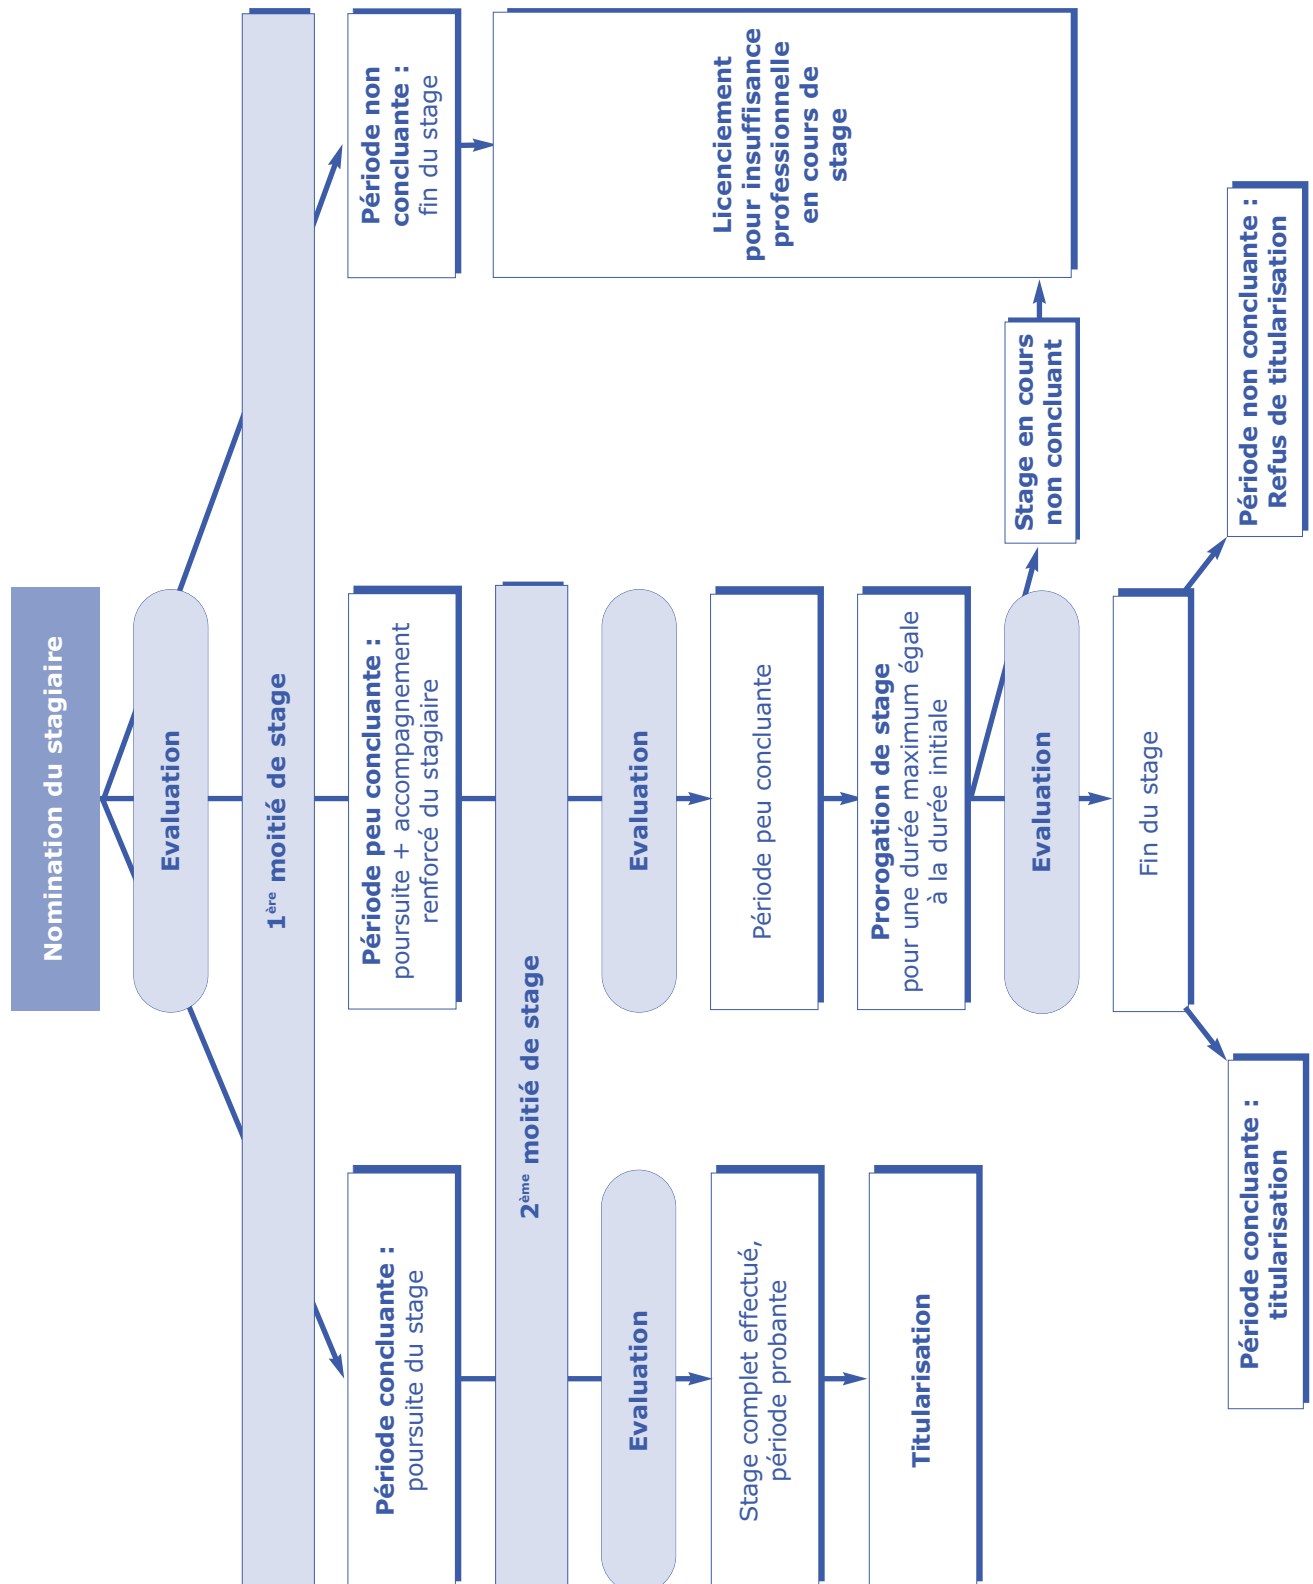 Nomination du stagiaire
Evaluation
1ère moitié de stage
Période concluante :
poursuite du stage
Période peu concluante :
poursuite + accompagnement
renforcé du stagiaire
Période non
concluante :
fin du stage
2ème moitié de stage
Evaluation
Evaluation
Stage complet effectué,
période probante
Période peu concluante
Licenciement
pour insuffisance
professionnelle
en cours de
stage
Titularisation
Prorogation de stage
pour une durée maximum égale
à la durée initiale
Evaluation
Stage en cours
non concluant
Fin du stage
Période concluante :
titularisation
Période non concluante :
Refus de titularisation